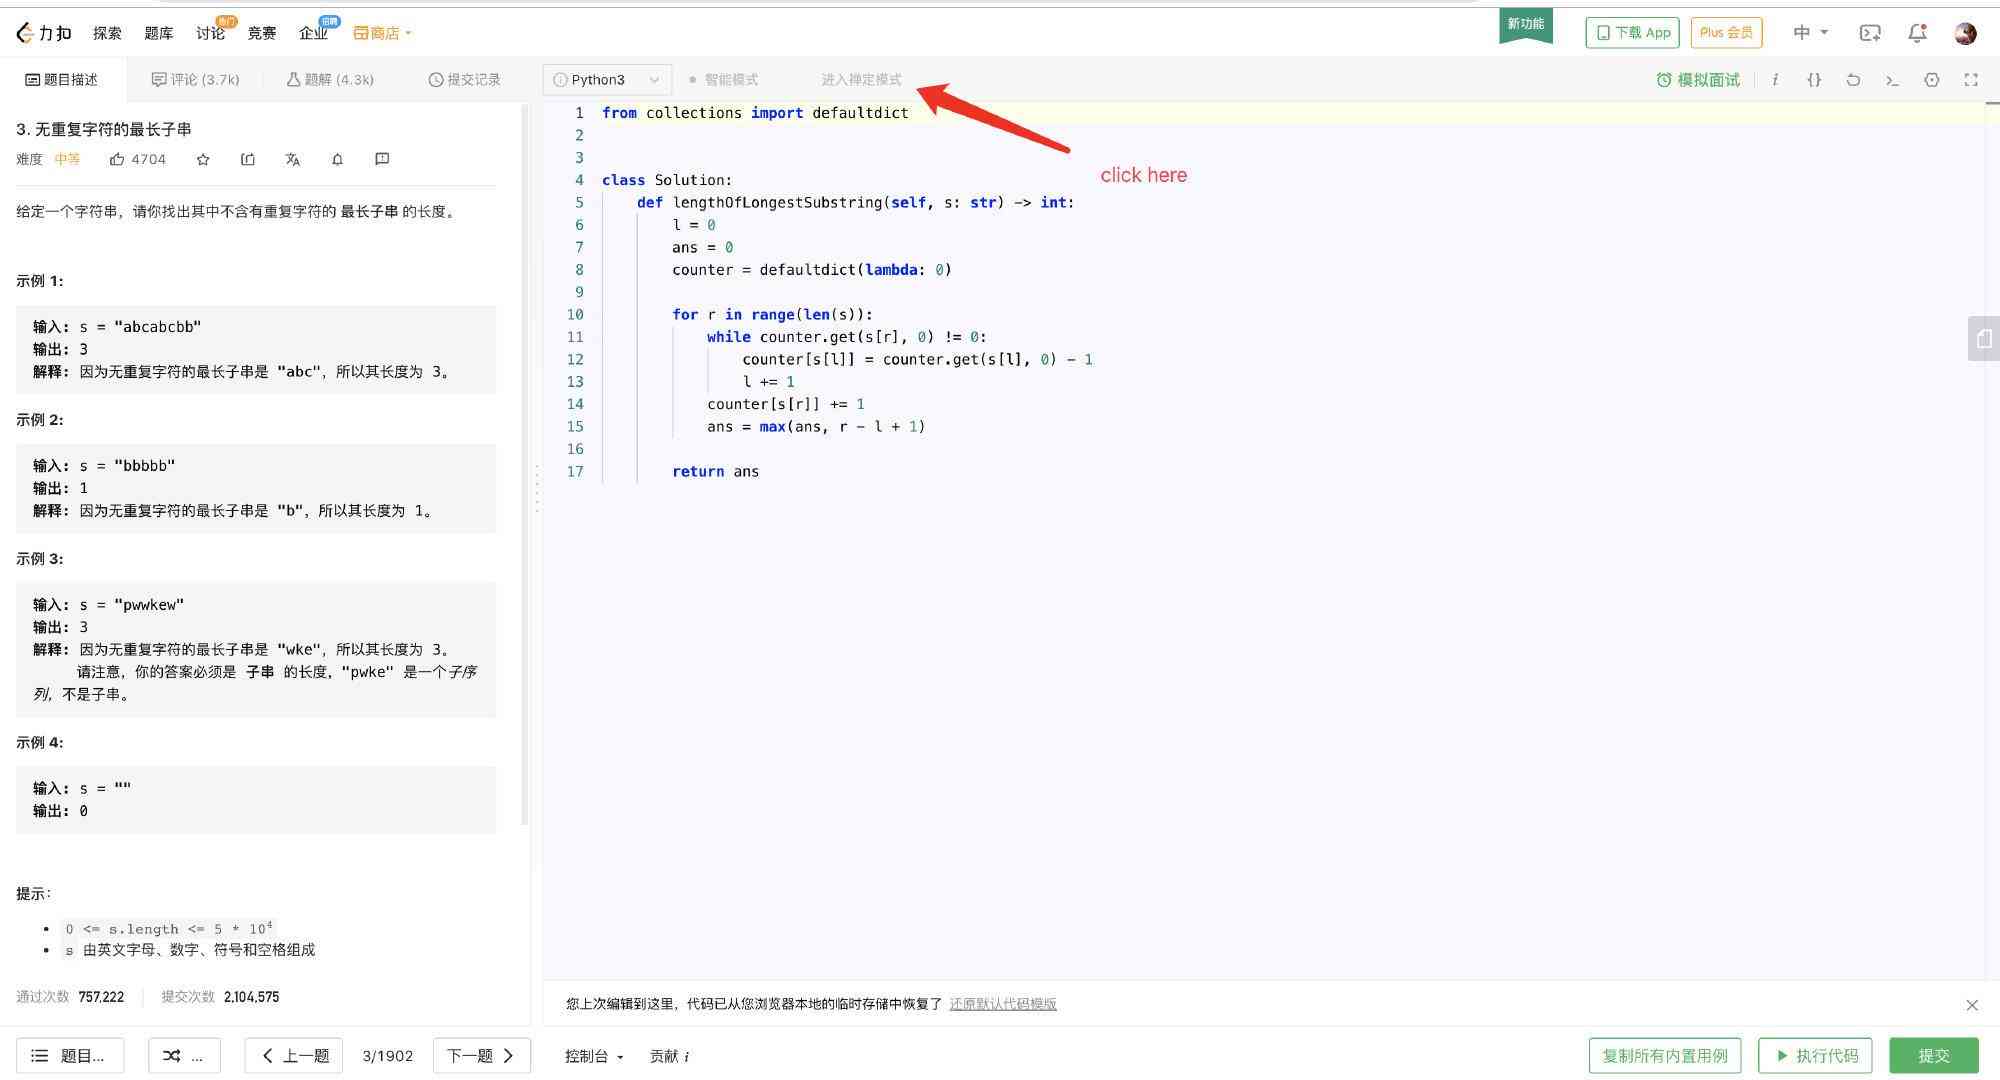 力扣 探索 题库 讨论 热门 竞赛 企业 招聘 商店 新功能 下载 App Plus 会员 中
题目描述 评论 (3.7k) 题解 (4.3k) 提交记录 Python3 智能模式 进入禅定模式 模拟面试
3. 无重复字符的最长子串
难度 中等 4704
给定一个字符串，请你找出其中不含有重复字符的 最长子串 的长度。
示例 1:
输入: s = "abcabcbb"
输出: 3
解释: 因为无重复字符的最长子串是 "abc"，所以其长度为 3。
示例 2:
输入: s = "bbbbb"
输出: 1
解释: 因为无重复字符的最长子串是 "b"，所以其长度为 1。
示例 3:
输入: s = "pwwkew"
输出: 3
解释: 因为无重复字符的最长子串是 "wke"，所以其长度为 3。
请注意，你的答案必须是 子串 的长度，"pwke" 是一个子序
列，不是子串。
示例 4:
输入: s = ""
输出: 0
提示：
0 <= s.length <= 5 * 10^4
s 由英文字母、数字、符号和空格组成
通过次数 757,222 提交次数 2,104,575
1 from collections import defaultdict
2
3
4 class Solution:
5 def lengthOfLongestSubstring(self, s: str) -> int:
6 l = 0
7 ans = 0
8 counter = defaultdict(lambda: 0)
9
10 for r in range(len(s)):
11 while counter.get(s[r], 0) != 0:
12 counter[s[l]] = counter.get(s[l], 0) - 1
13 l += 1
14 counter[s[r]] += 1
15 ans = max(ans, r - l + 1)
16
17 return ans
click here
您上次编辑到这里，代码已从您浏览器本地的临时存储中恢复了 还原默认代码模版
题目... ... 上一题 3/1902 下一题 控制台 贡献 i 复制所有内置用例 执行代码 提交